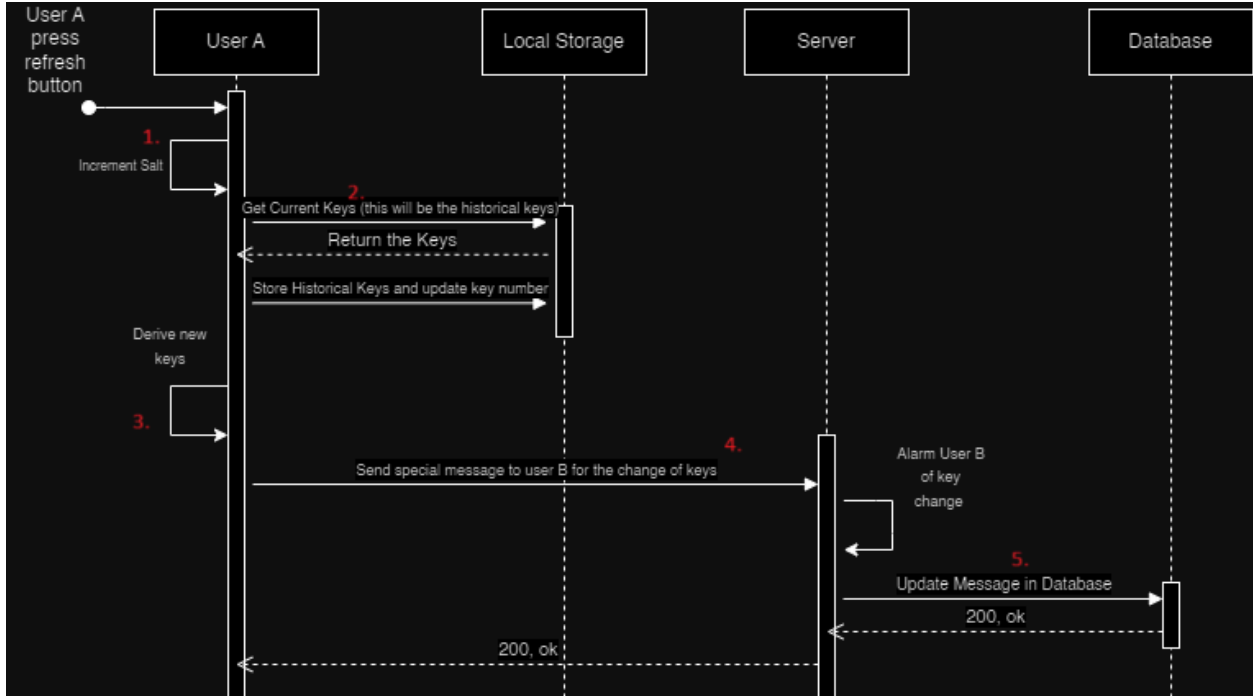 User A
press
refresh
button
User A
Local Storage
Server
Database
1.
Increment Salt
2.
Get Current Keys (this will be the historical keys)
Return the Keys
Store Historical Keys and update key number
Derive new
keys
3.
4.
Send special message to user B for the change of keys
Alarm User B
of key
change
5.
Update Message in Database
200, ok
200, ok